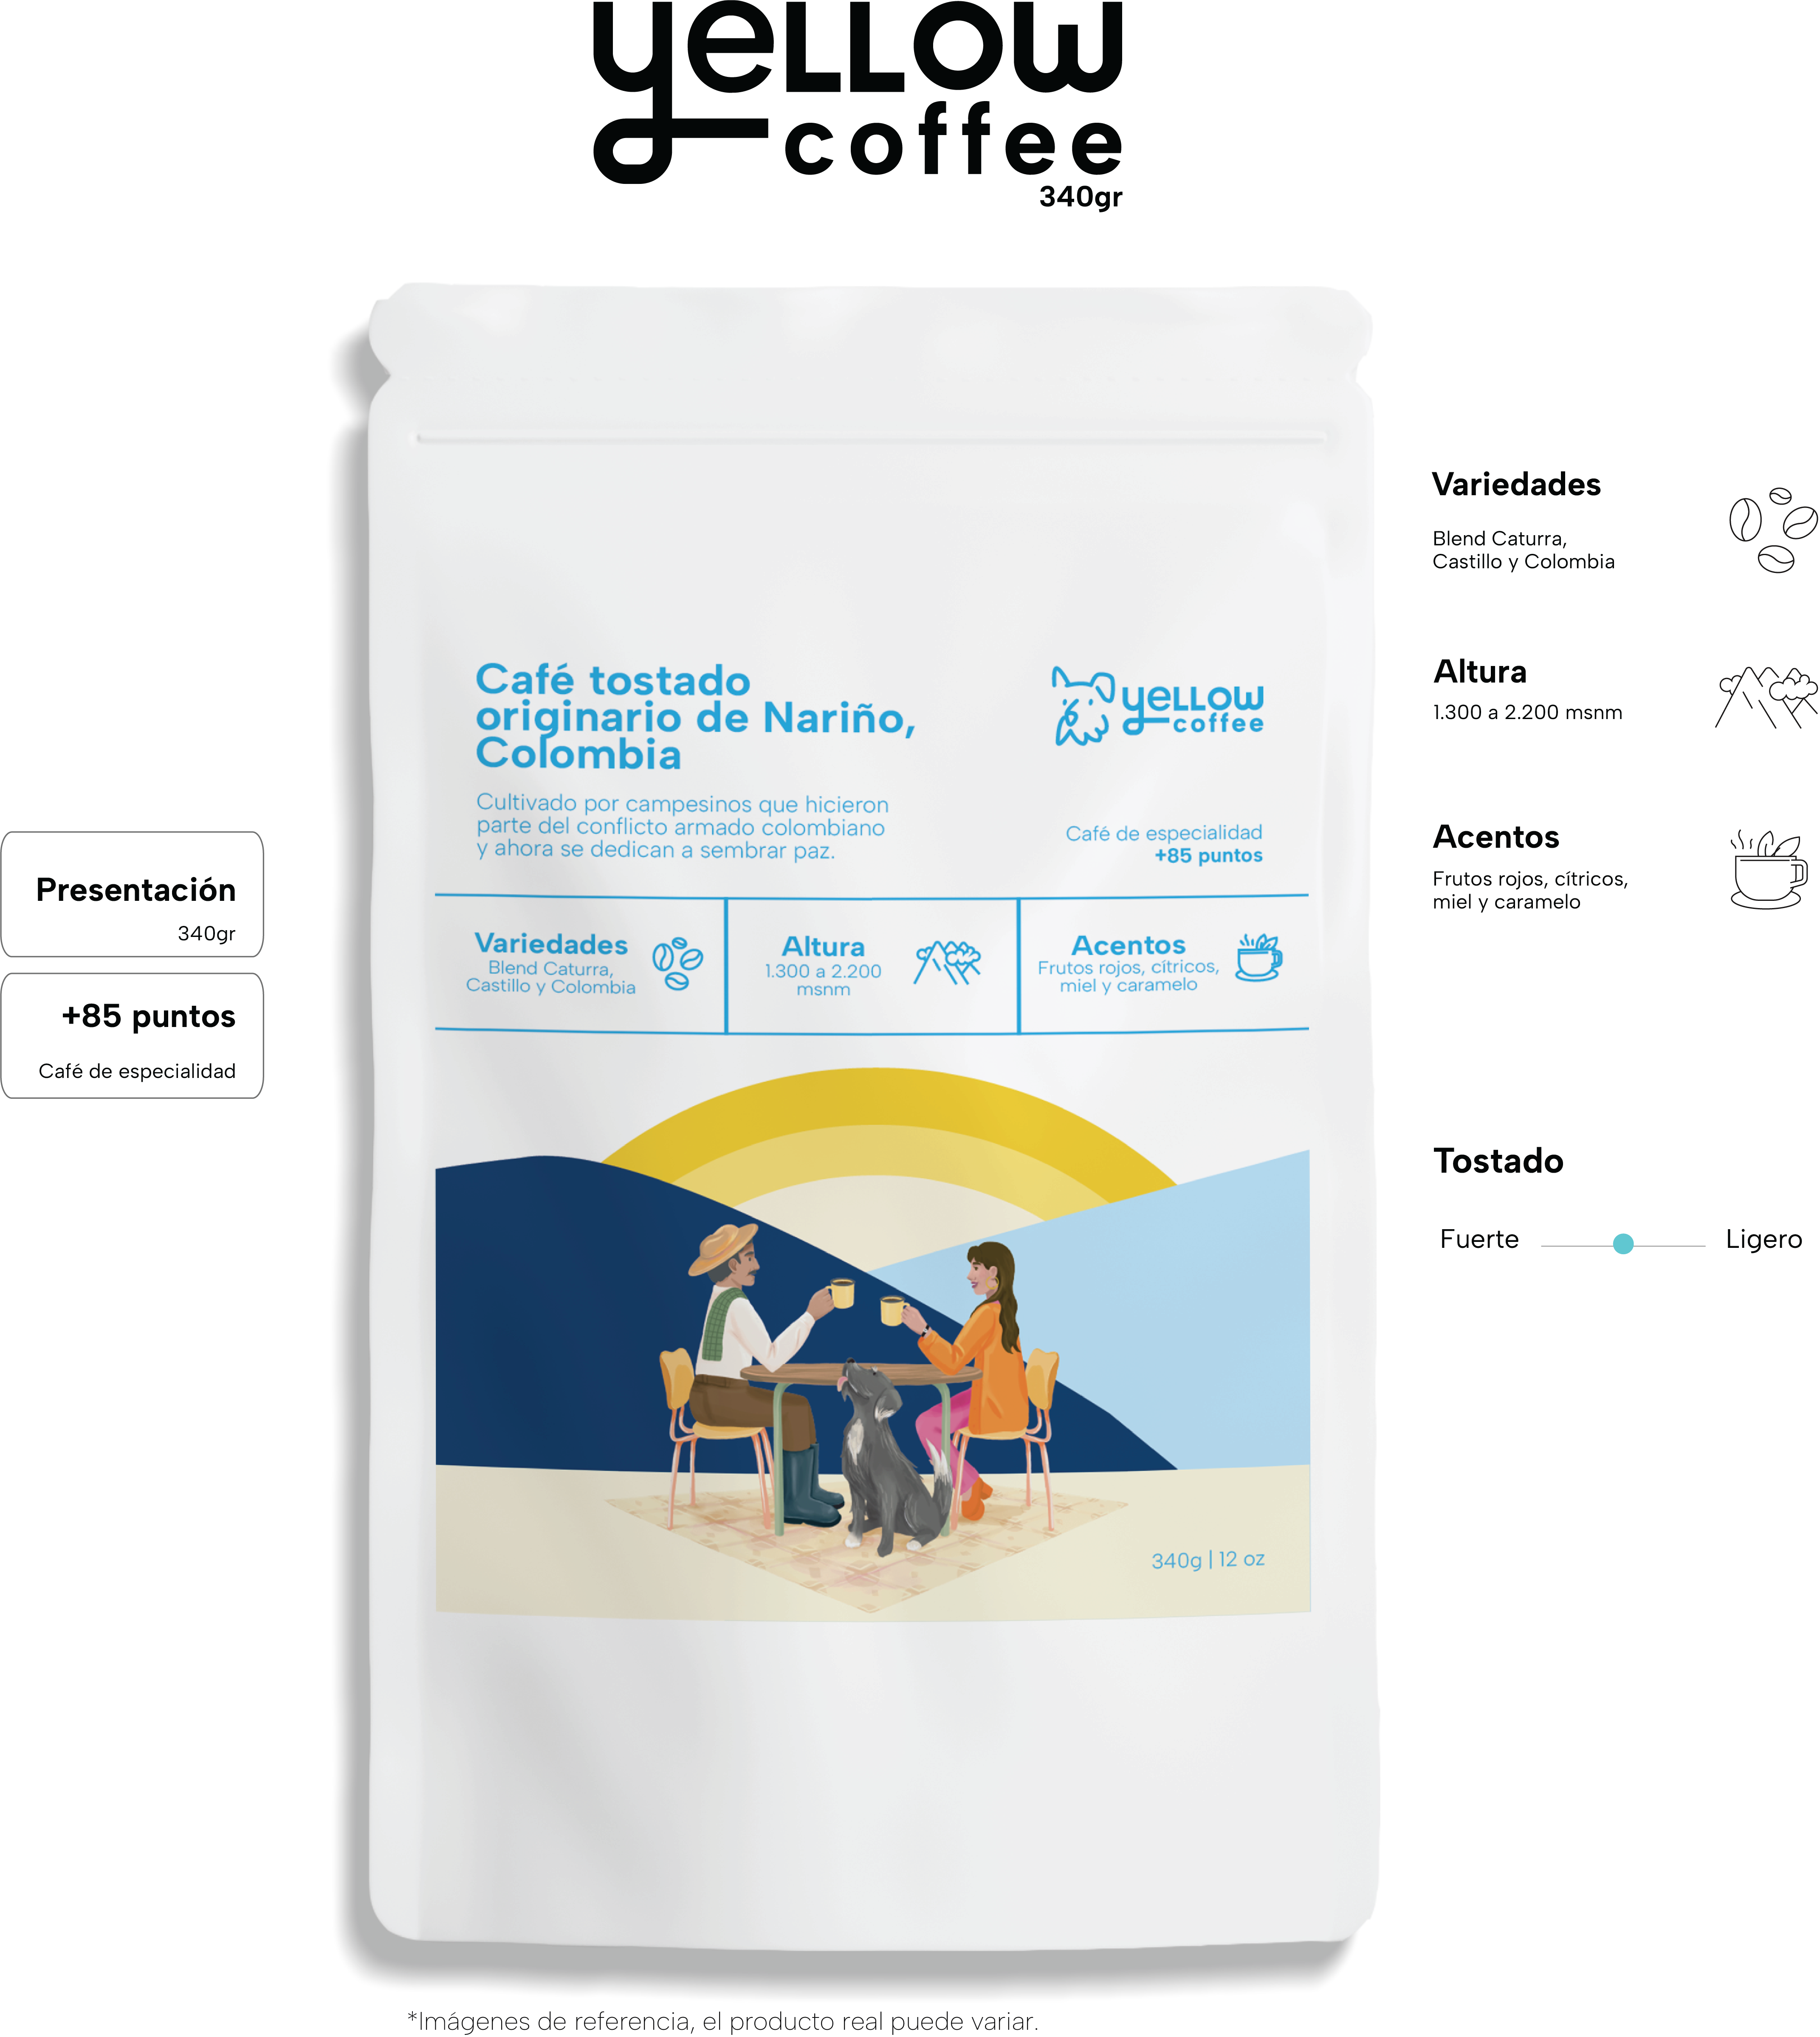 yeLLOW
coffee
340gr
Café tostado
originario de Nariño,
Colombia
Cultivado por campesinos que hicieron
parte del conflicto armado colombiano
y ahora se dedican a sembrar paz.
yeLLOW
coffee
Café de especialidad
+85 puntos
Variedades
Blend Caturra,
Castillo y Colombia
Altura
1.300 a 2.200
msnm
Acentos
Frutos rojos, cítricos,
miel y caramelo
340g | 12 oz
Presentación
340gr
+85 puntos
Café de especialidad
Variedades
Blend Caturra,
Castillo y Colombia
Altura
1.300 a 2.200 msnm
Acentos
Frutos rojos, cítricos,
miel y caramelo
Tostado
Fuerte Ligero
*Imágenes de referencia, el producto real puede variar.